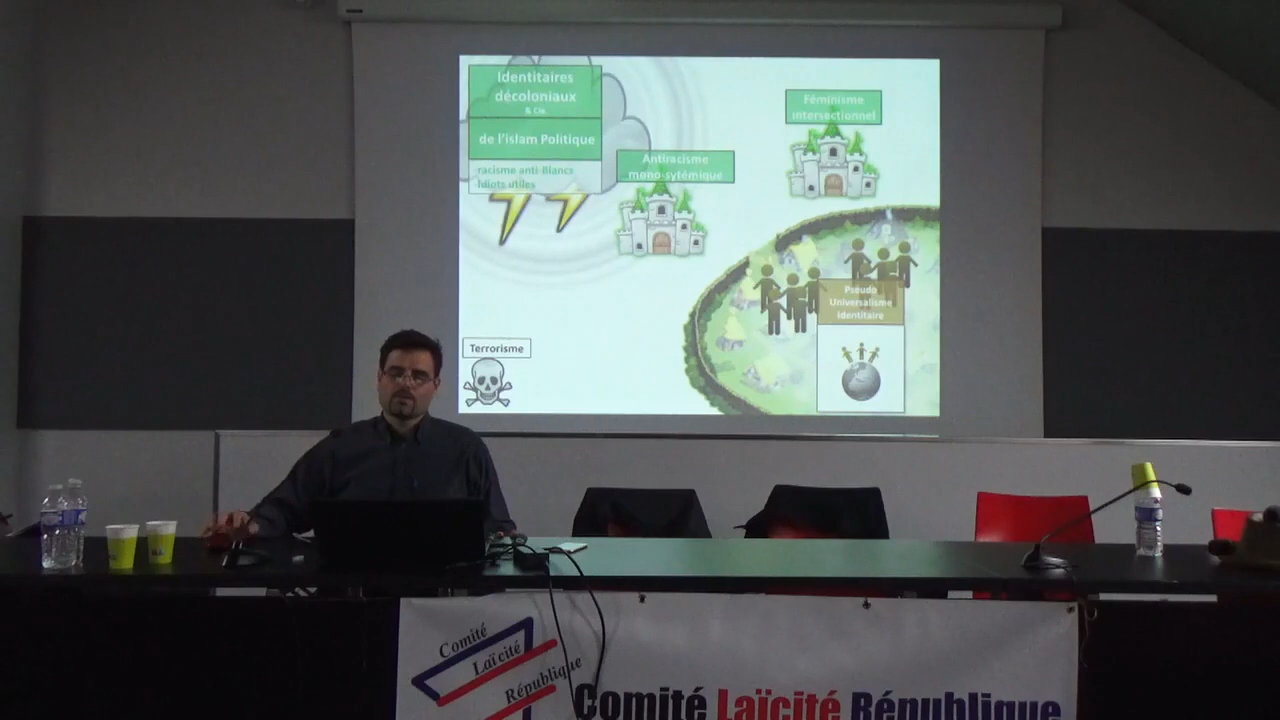 Identitaires
décoloniaux
& Cie.
de l'islam Politique
racisme anti-Blancs
Idiots utiles
Antiracisme
mono-sytémique
Féminisme
intersectionnel
Pseudo
Universalisme
identitaire
Terrorisme
Comité
Laïcité
République
Comité Laïcité République